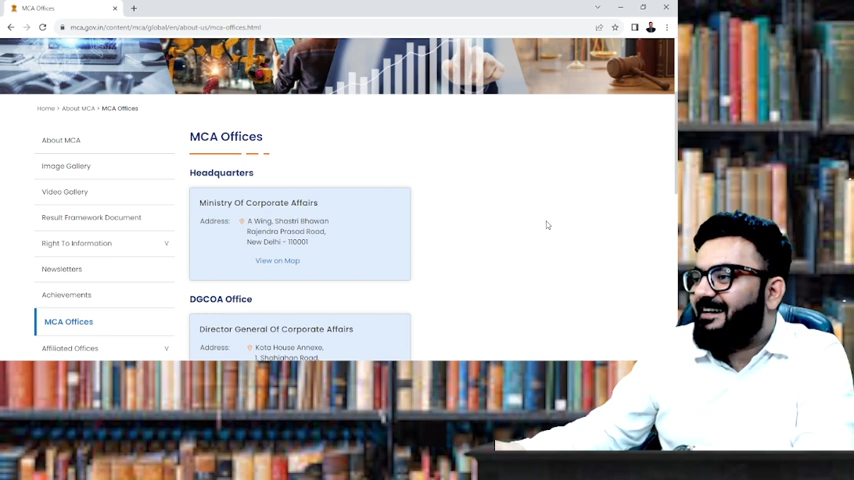 MCA Offices
mca.gov.in/content/mca/global/en/about-us/mca-offices.html
Home > About MCA > MCA Offices
About MCA
Image Gallery
Video Gallery
Result Framework Document
Right To Information
Newsletters
Achievements
MCA Offices
Affiliated Offices
MCA Offices
Headquarters
Ministry Of Corporate Affairs
Address: A Wing, Shastri Bhawan
Rajendra Prasad Road,
New Delhi - 110001
View on Map
DGCOA Office
Director General Of Corporate Affairs
Address: Kota House Annexe,
1, Shahjahan Road,